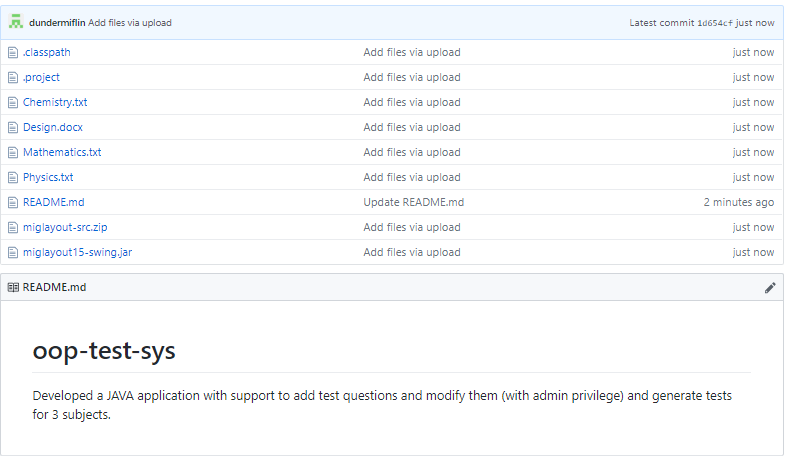 dundermiflin Add files via upload Latest commit 1d654cf just now
.classpath Add files via upload just now
.project Add files via upload just now
Chemistry.txt Add files via upload just now
Design.docx Add files via upload just now
Mathematics.txt Add files via upload just now
Physics.txt Add files via upload just now
README.md Update README.md 2 minutes ago
miglayout-src.zip Add files via upload just now
miglayout15-swing.jar Add files via upload just now
README.md
oop-test-sys
Developed a JAVA application with support to add test questions and modify them (with admin privilege) and generate tests
for 3 subjects.